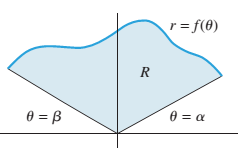 r = f(θ)
R
θ = β
θ = α